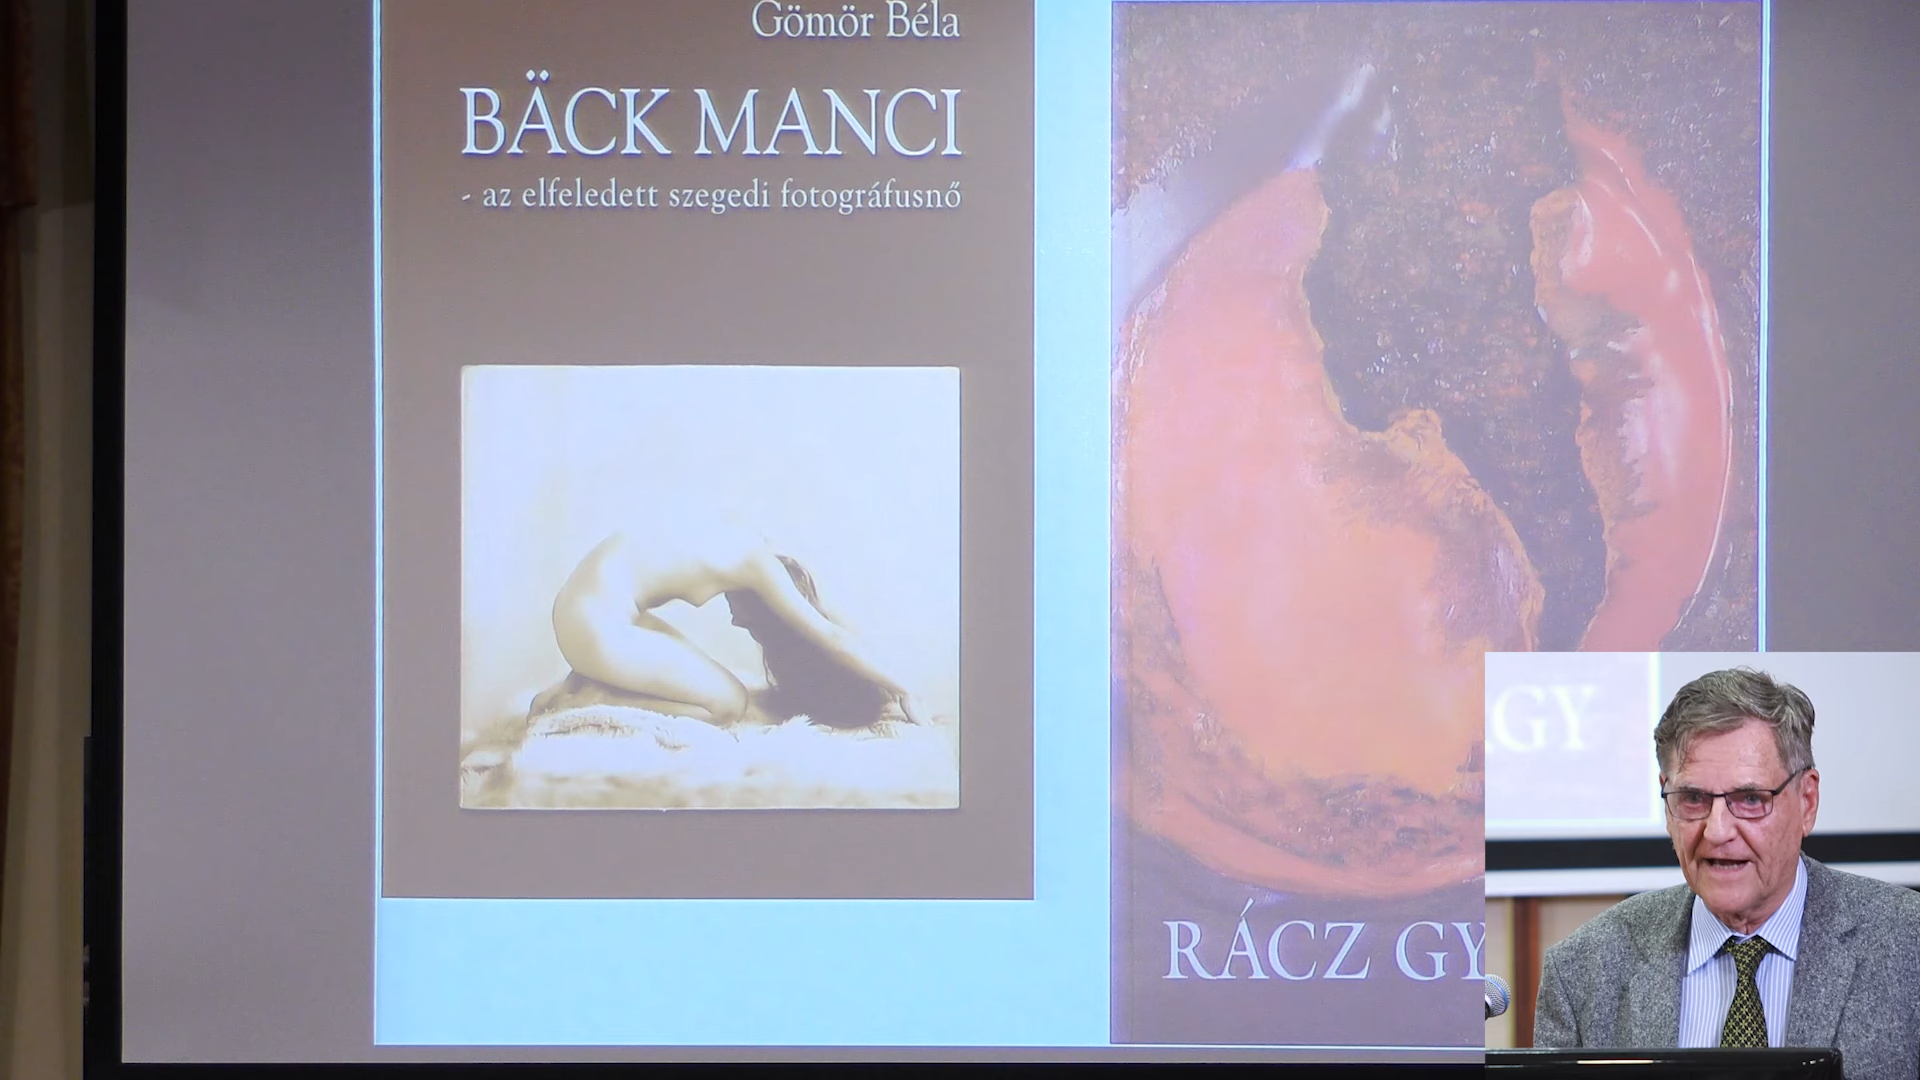 Gömör Béla
BÄCK MANCI
- az elfeledett szegedi fotográfusnő
RÁCZ GY
GY